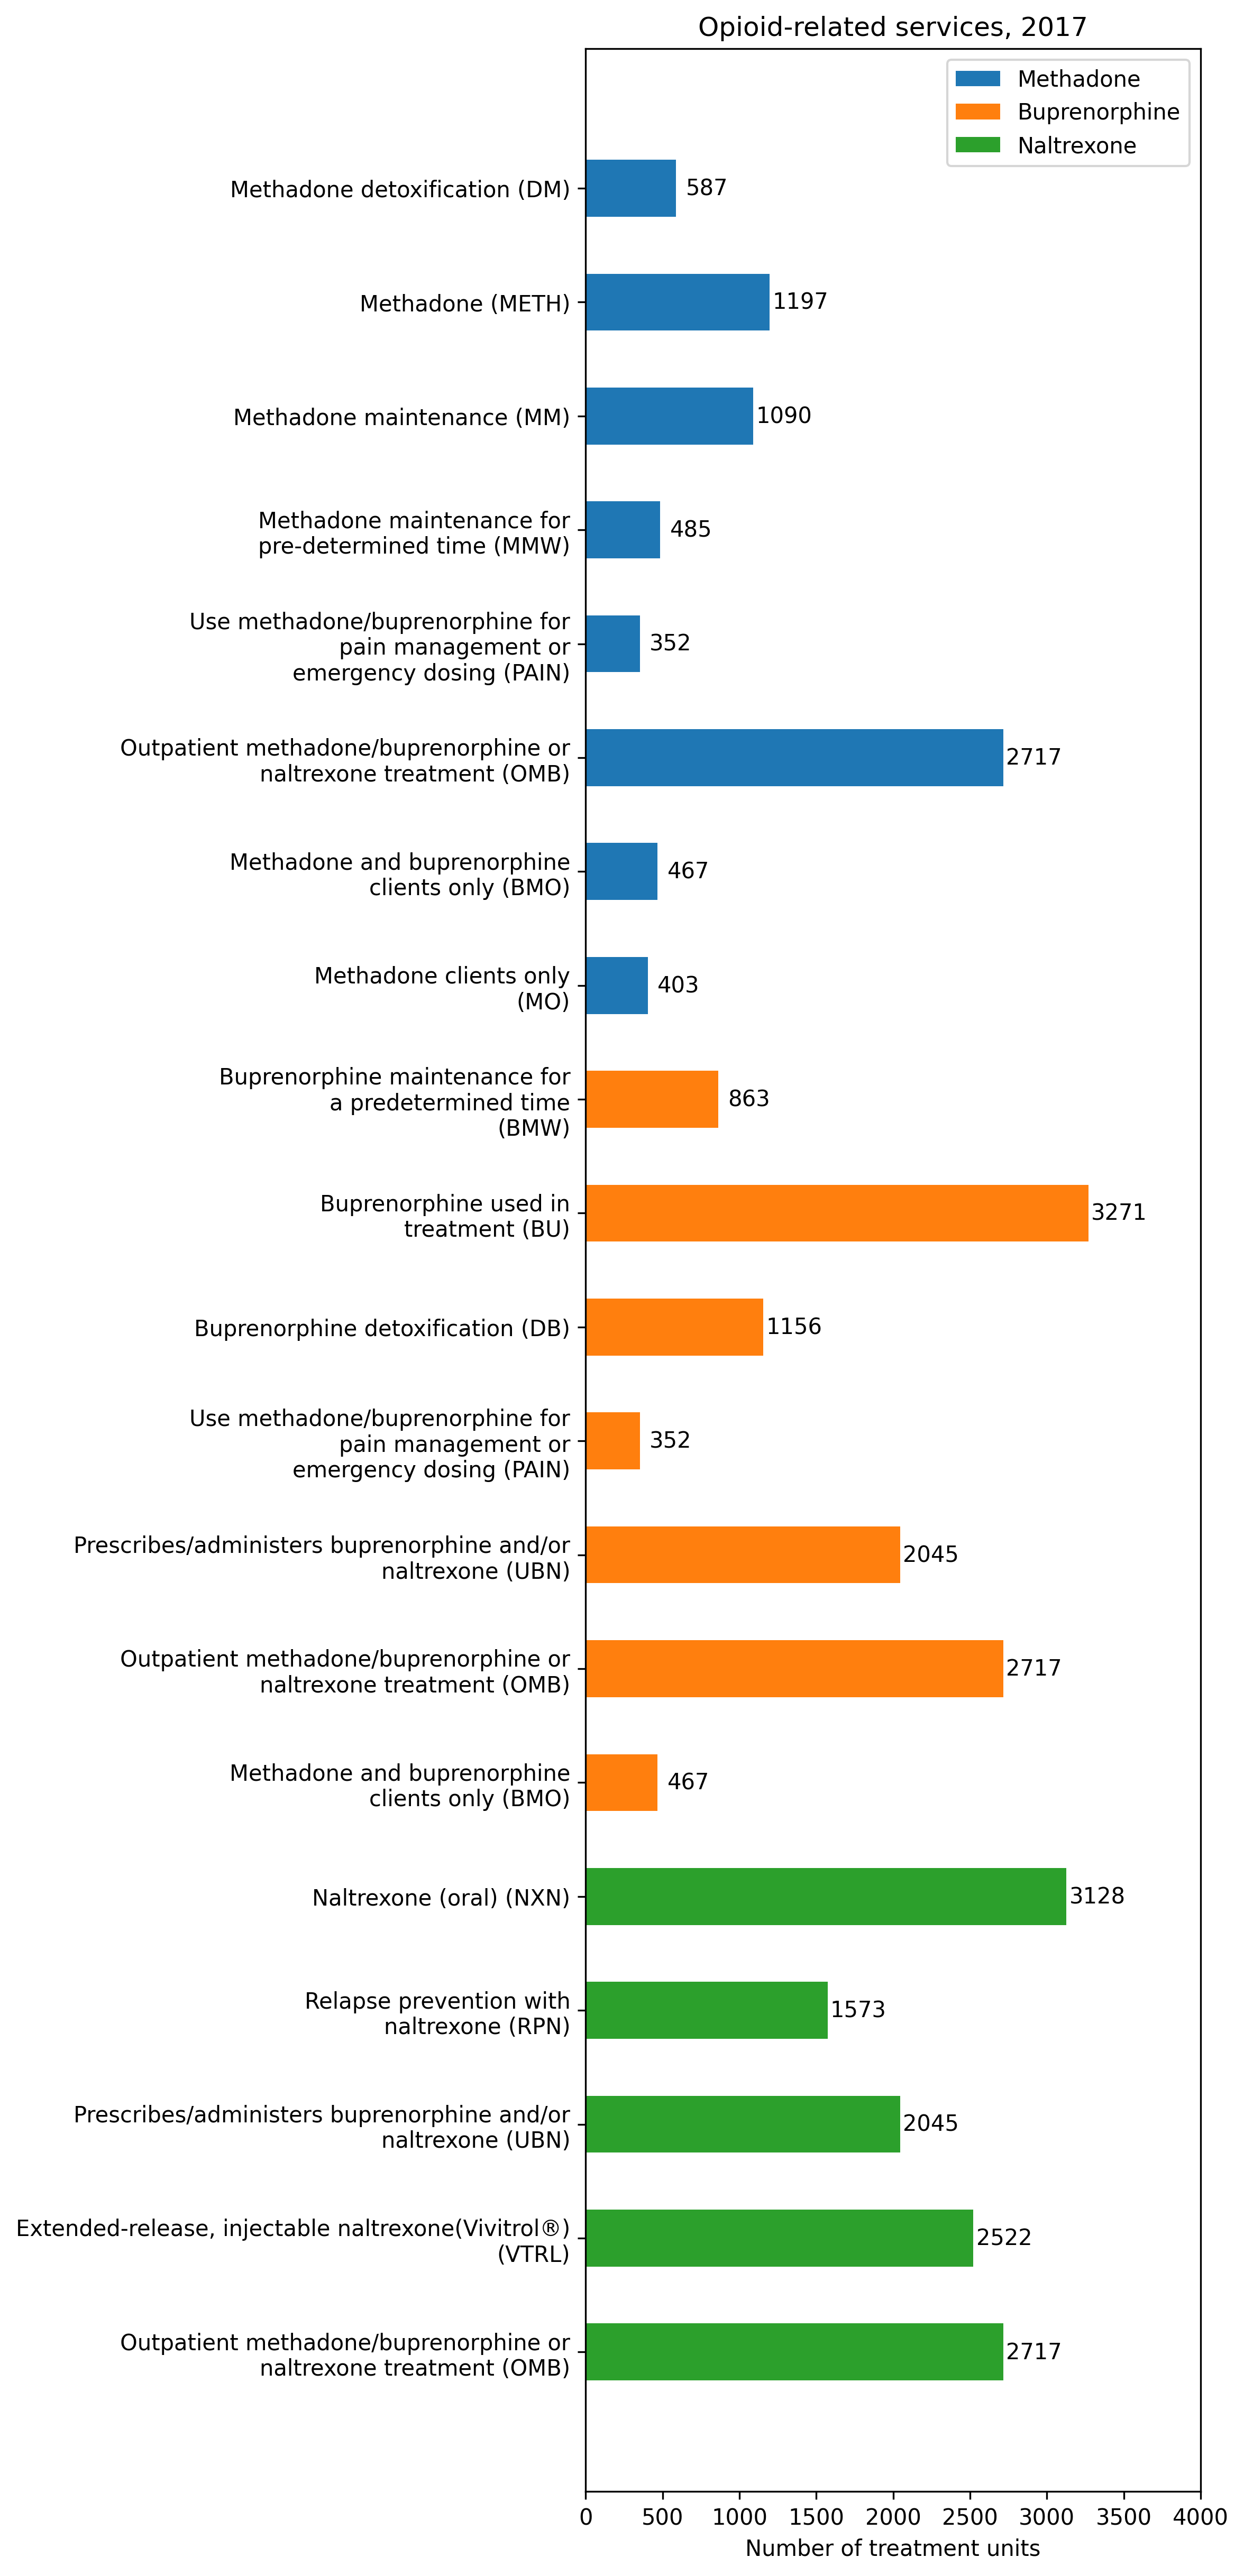 Opioid-related services, 2017
Methadone
Buprenorphine
Naltrexone
Methadone detoxification (DM)
587
Methadone (METH)
1197
Methadone maintenance (MM)
1090
Methadone maintenance for
pre-determined time (MMW)
485
Use methadone/buprenorphine for
pain management or
emergency dosing (PAIN)
352
Outpatient methadone/buprenorphine or
naltrexone treatment (OMB)
2717
Methadone and buprenorphine
clients only (BMO)
467
Methadone clients only
(MO)
403
Buprenorphine maintenance for
a predetermined time
(BMW)
863
Buprenorphine used in
treatment (BU)
3271
Buprenorphine detoxification (DB)
1156
Use methadone/buprenorphine for
pain management or
emergency dosing (PAIN)
352
Prescribes/administers buprenorphine and/or
naltrexone (UBN)
2045
Outpatient methadone/buprenorphine or
naltrexone treatment (OMB)
2717
Methadone and buprenorphine
clients only (BMO)
467
Naltrexone (oral) (NXN)
3128
Relapse prevention with
naltrexone (RPN)
1573
Prescribes/administers buprenorphine and/or
naltrexone (UBN)
2045
Extended-release, injectable naltrexone(Vivitrol®)
(VTRL)
2522
Outpatient methadone/buprenorphine or
naltrexone treatment (OMB)
2717
0 500 1000 1500 2000 2500 3000 3500 4000
Number of treatment units